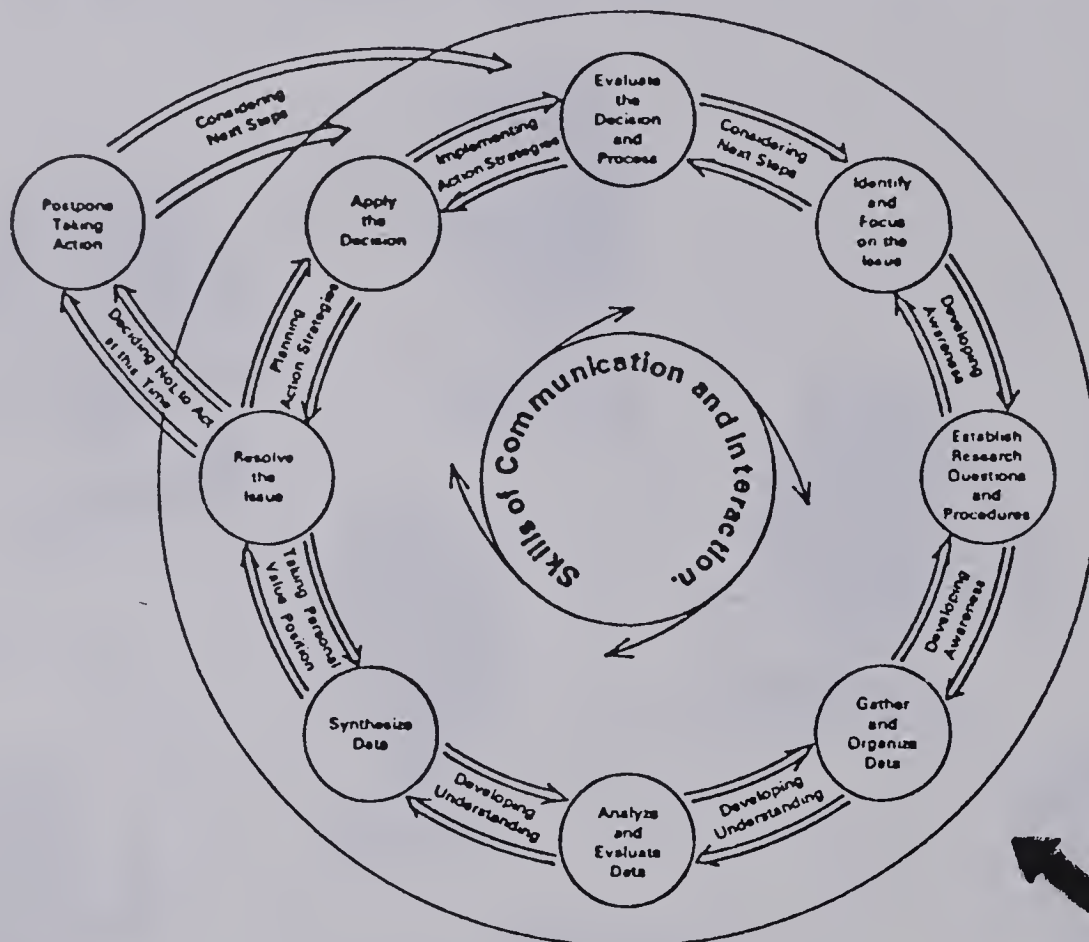 Evaluate
the
Decision
and
Process
Considering
Next Steps
Identify
and
Focus
on the
Issue
Developing
Awareness
Establish
Research
Questions
and
Procedures
Developing
Awareness
Gather
and
Organize
Data
Developing
Understanding
Analyze
and
Evaluate
Data
Developing
Understanding
Synthesize
Data
Taking Personal
Value Position
Resolve
the
Issue
Planning
Action Strategies
Apply
the
Decision
Implementing
Action Strategies
Deciding Not to Act
at this Time
Postpone
Taking
Action
Considering
Next Steps
Skills of Communication and Interaction.